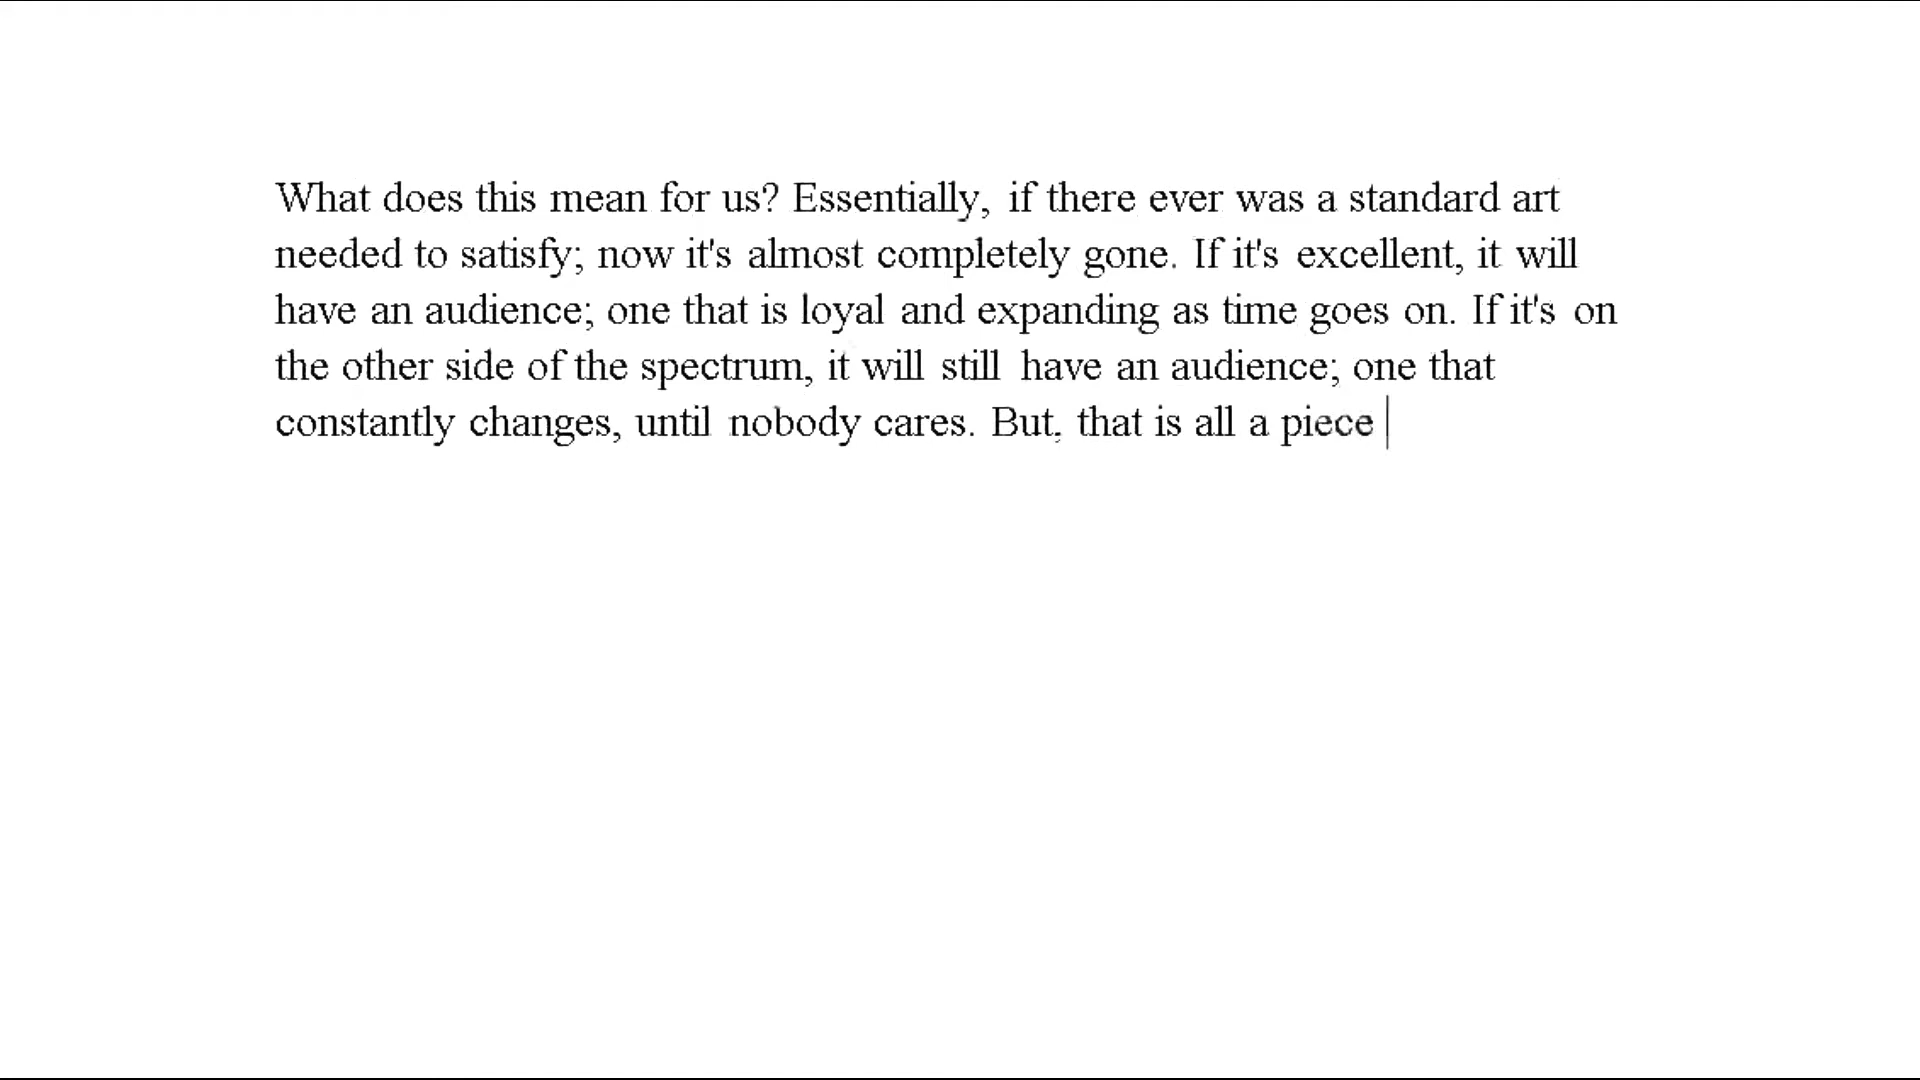 What does this mean for us? Essentially, if there ever was a standard art
needed to satisfy; now it's almost completely gone. If it's excellent, it will
have an audience; one that is loyal and expanding as time goes on. If it's on
the other side of the spectrum, it will still have an audience; one that
constantly changes, until nobody cares. But, that is all a piece